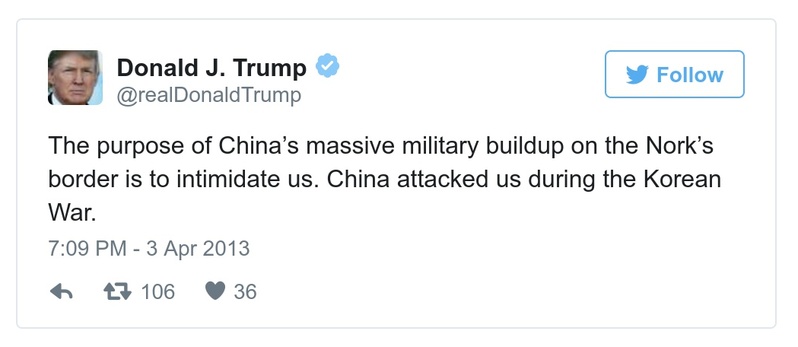 Donald J. Trump
@realDonaldTrump
Follow
The purpose of China’s massive military buildup on the Nork’s
border is to intimidate us. China attacked us during the Korean
War.
7:09 PM - 3 Apr 2013
106 36